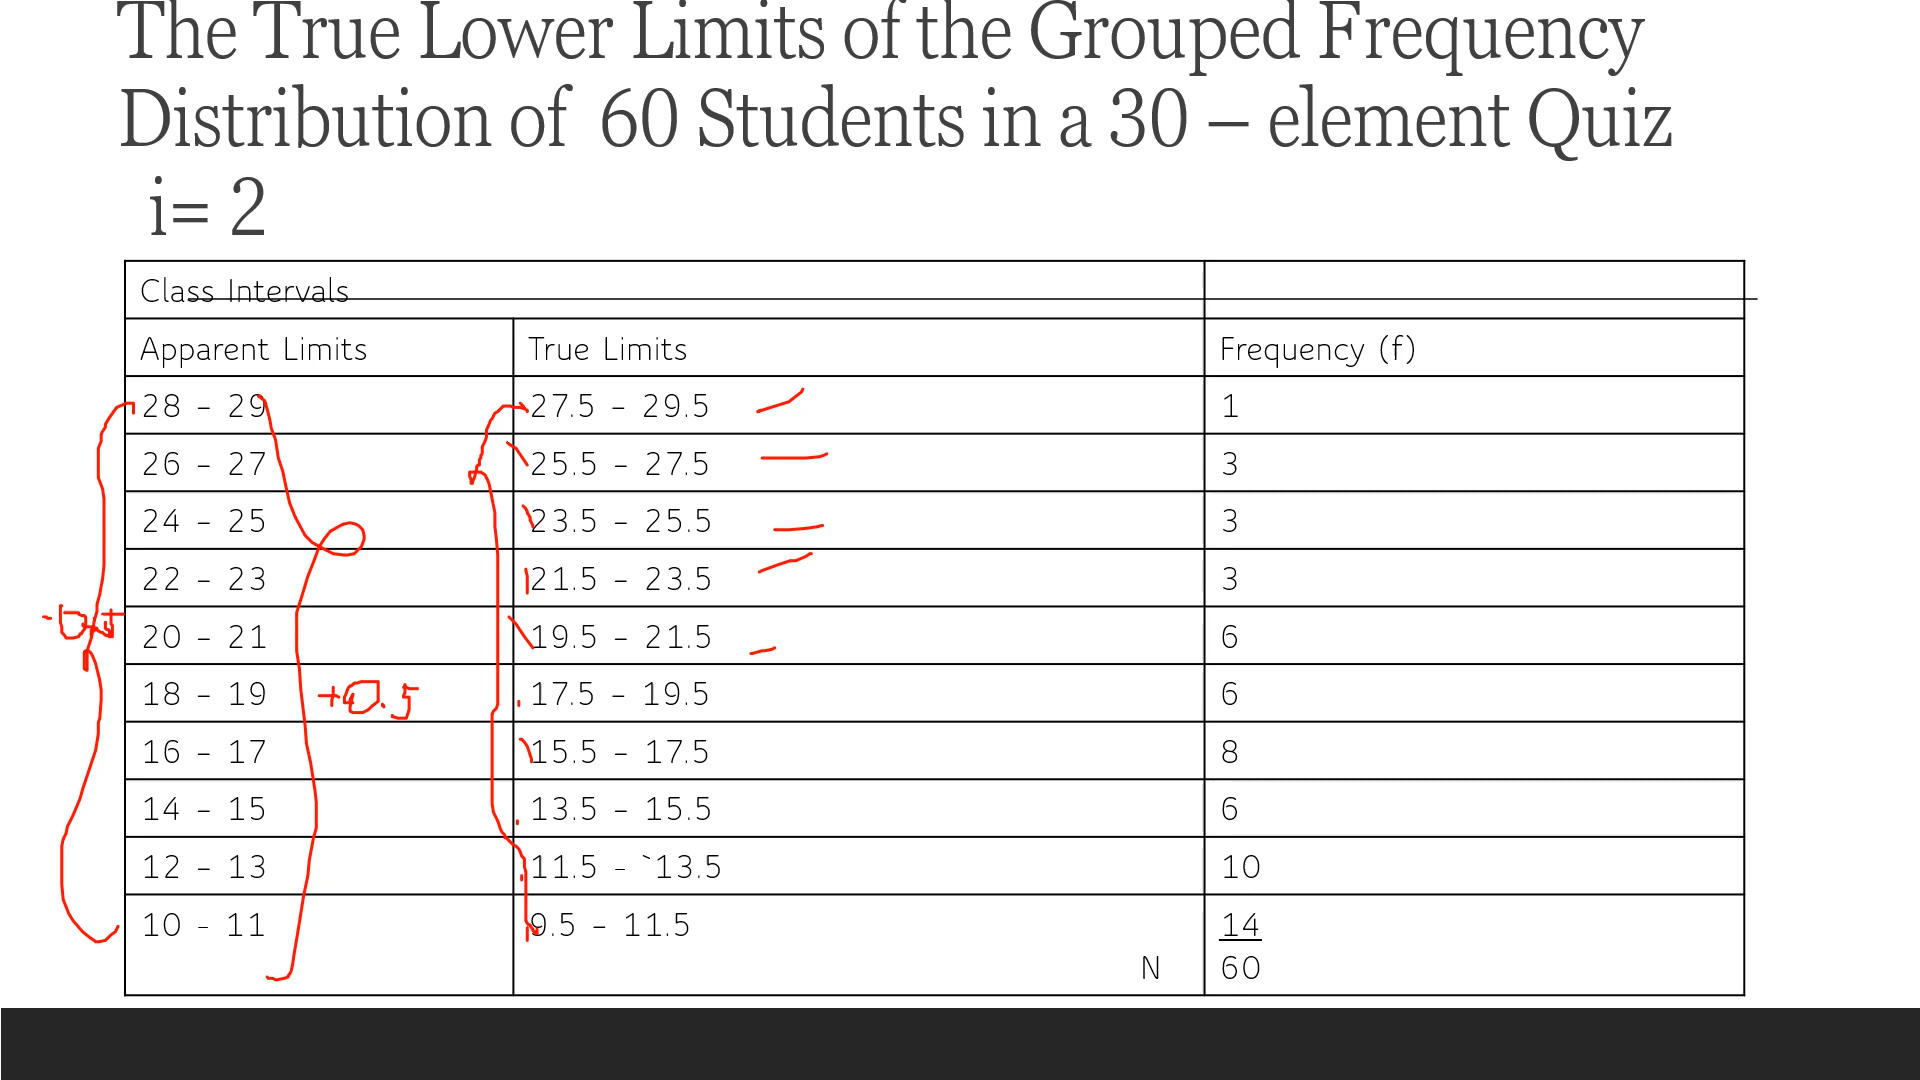 The True Lower Limits of the Grouped Frequency
Distribution of 60 Students in a 30 – element Quiz
i= 2
Class Intervals
Apparent Limits True Limits Frequency (f)
28 – 29 27.5 – 29.5 1
26 – 27 25.5 – 27.5 3
24 – 25 23.5 – 25.5 3
22 – 23 21.5 – 23.5 3
20 – 21 19.5 – 21.5 6
18 – 19 +0.5 17.5 – 19.5 6
16 – 17 15.5 – 17.5 8
14 – 15 13.5 – 15.5 6
12 – 13 11.5 - `13.5 10
10 - 11 9.5 – 11.5 14
N 60